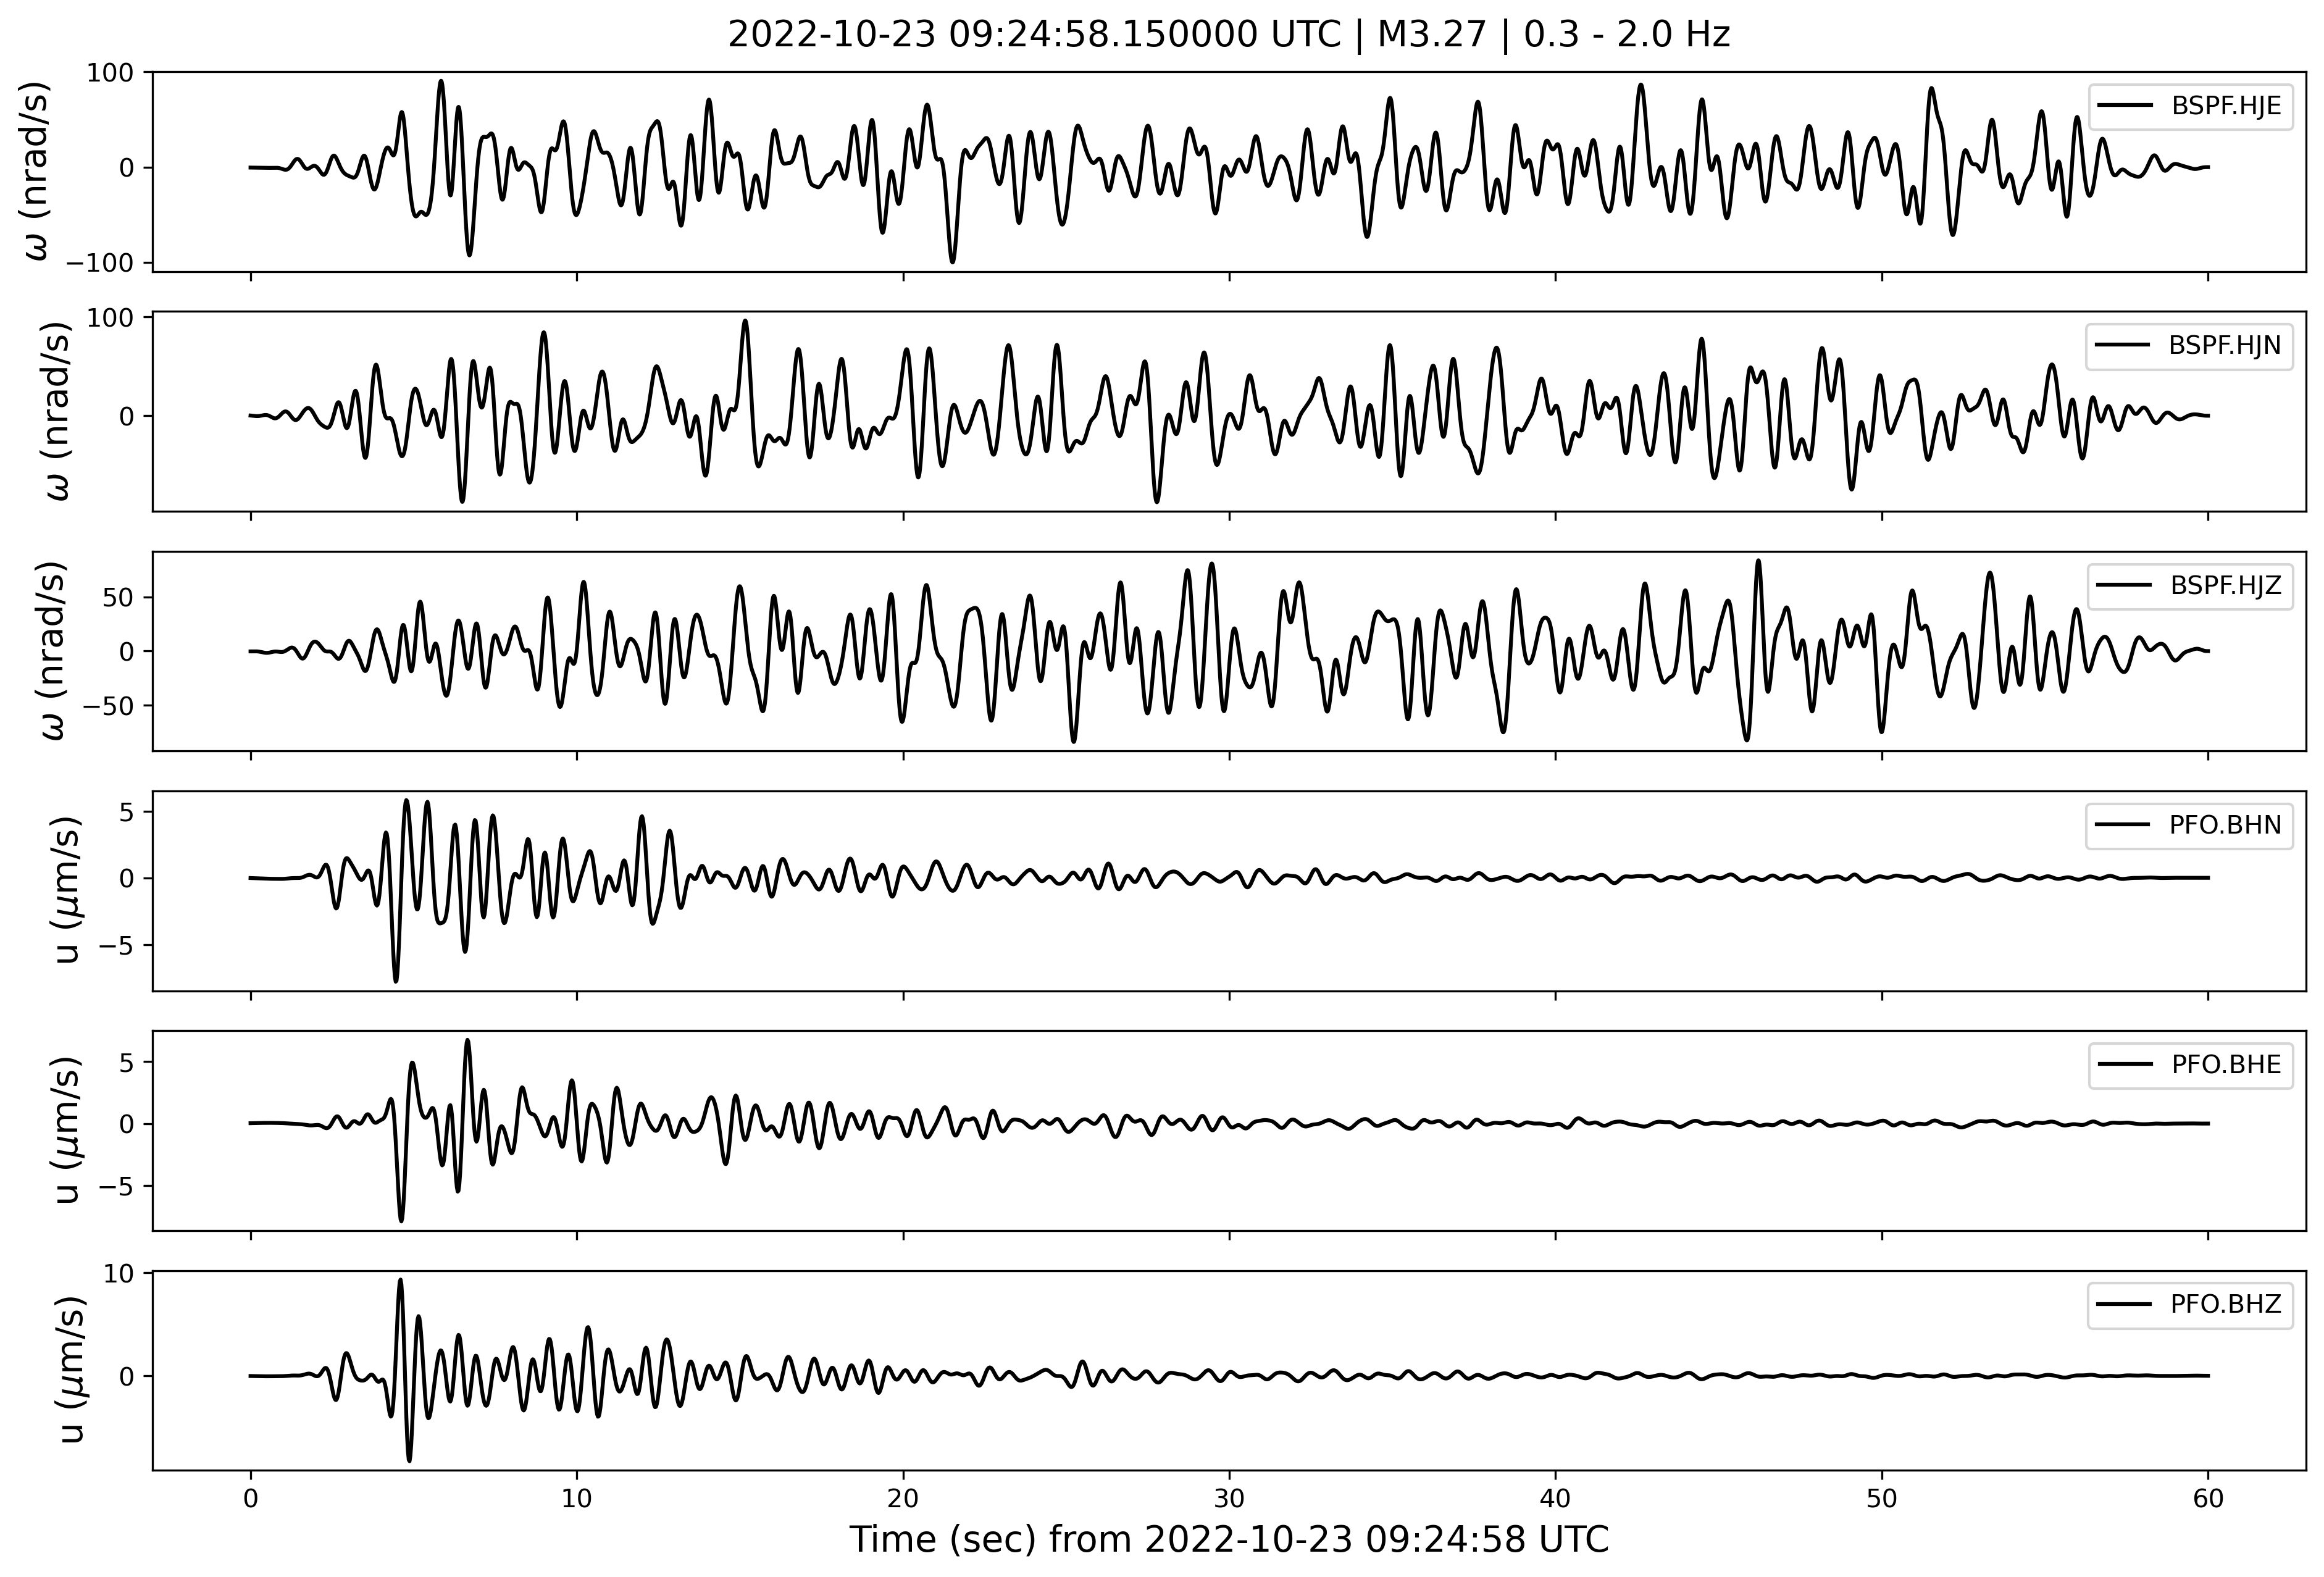 2022-10-23 09:24:58.150000 UTC | M3.27 | 0.3 - 2.0 Hz
ω (nrad/s)
100
0
−100
BSPF.HJE
ω (nrad/s)
100
0
BSPF.HJN
ω (nrad/s)
50
0
−50
BSPF.HJZ
u (μm/s)
5
0
−5
PFO.BHN
u (μm/s)
5
0
−5
PFO.BHE
u (μm/s)
10
0
PFO.BHZ
0 10 20 30 40 50 60
Time (sec) from 2022-10-23 09:24:58 UTC